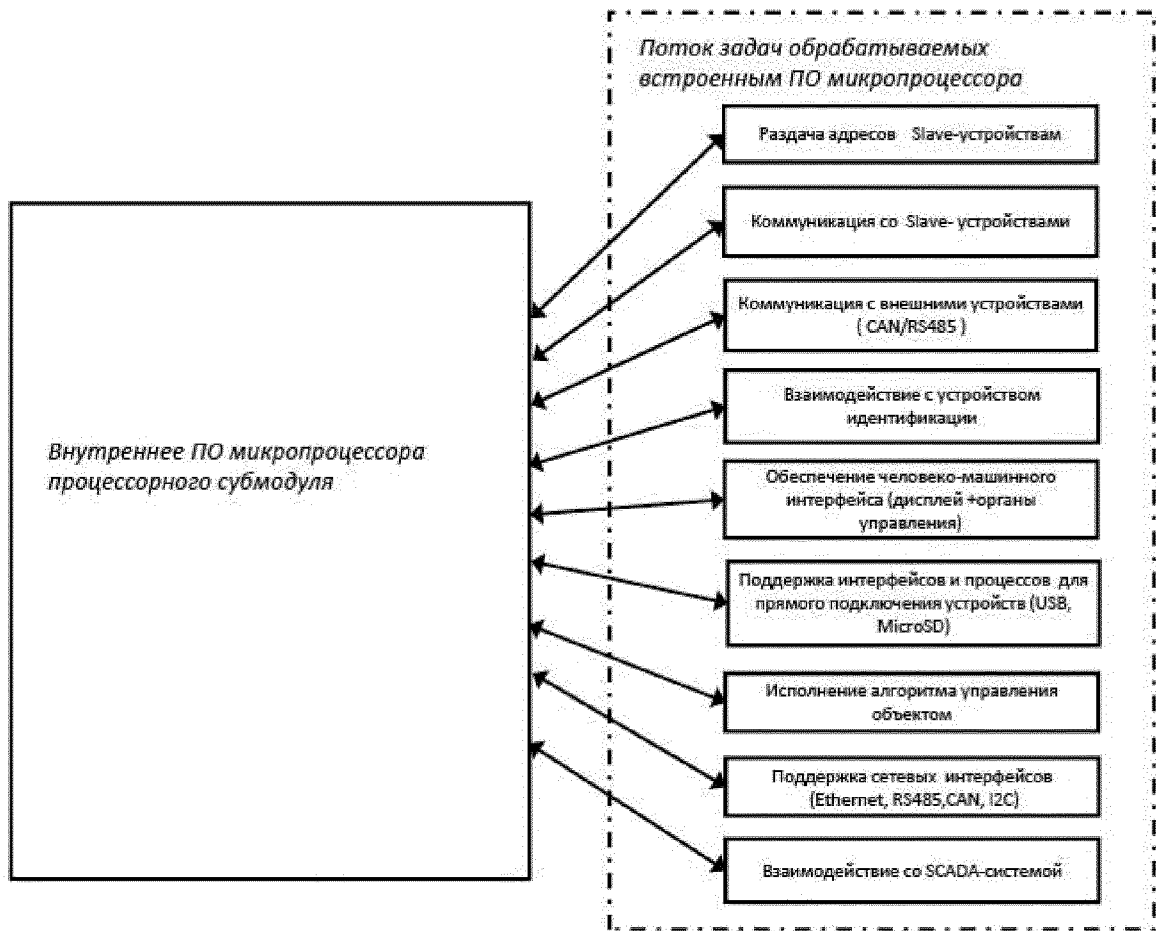 Поток задач обрабатываемых
встроенным ПО микропроцессора
Раздача адресов Slave-устройствам
Коммуникация со Slave- устройствами
Коммуникация с внешними устройствами
( CAN/RS485 )
Взаимодействие с устройством
идентификации
Внутреннее ПО микропроцессора
процессорного субмодуля
Обеспечение человеко-машинного
интерфейса (дисплей +органы
управления)
Поддержка интерфейсов и процессов для
прямого подключения устройств (USB,
MicroSD)
Исполнение алгоритма управления
объектом
Поддержка сетевых интерфейсов
(Ethernet, RS485,CAN, I2C)
Взаимодействие со SCADA-системой